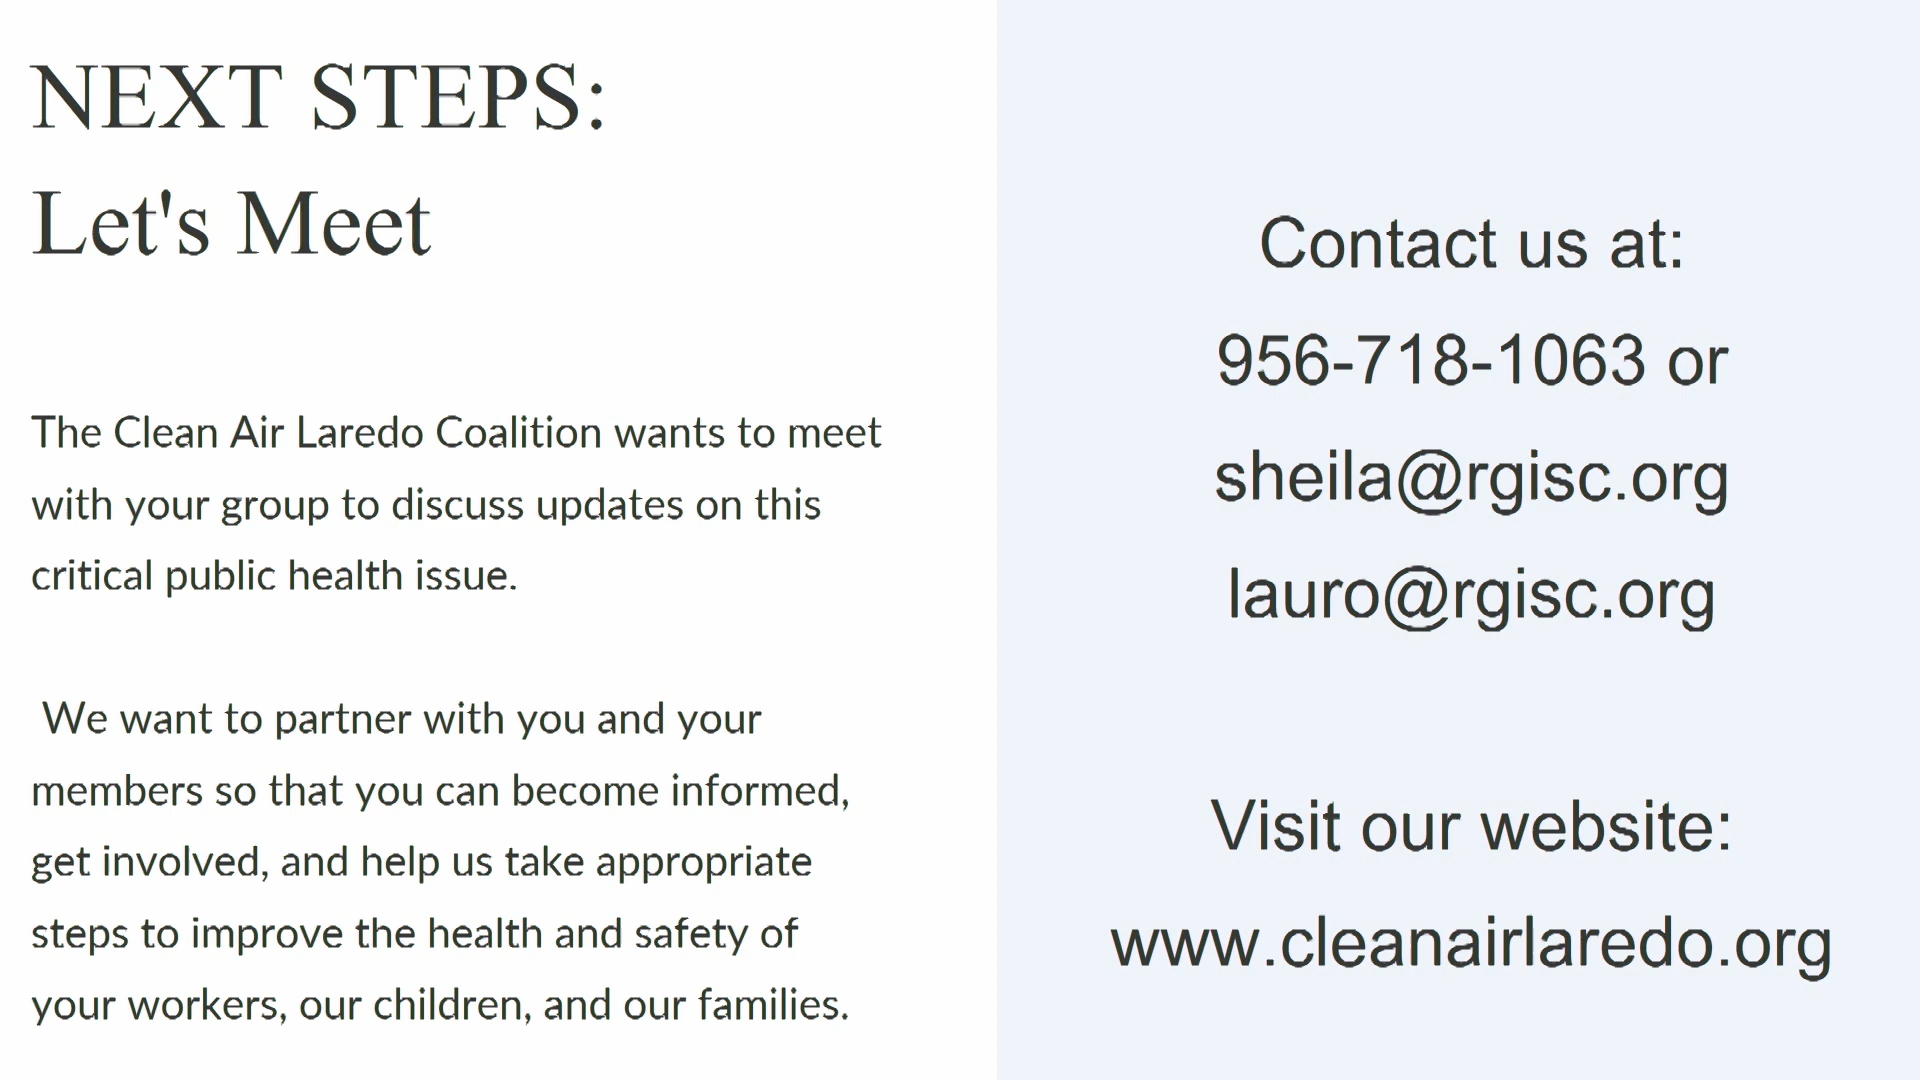 NEXT STEPS:
Let's Meet
The Clean Air Laredo Coalition wants to meet
with your group to discuss updates on this
critical public health issue.
We want to partner with you and your
members so that you can become informed,
get involved, and help us take appropriate
steps to improve the health and safety of
your workers, our children, and our families.
Contact us at:
956-718-1063 or
sheila@rgisc.org
lauro@rgisc.org
Visit our website:
www.cleanairlaredo.org